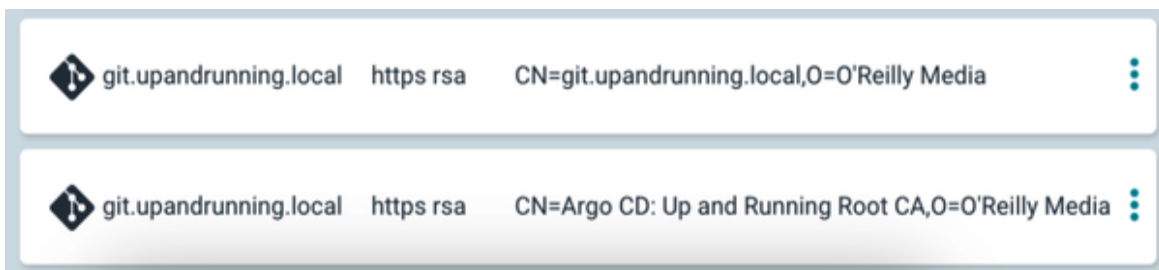 git.upandrunning.local https rsa CN=git.upandrunning.local,O=O'Reilly Media
git.upandrunning.local https rsa CN=Argo CD: Up and Running Root CA,O=O'Reilly Media